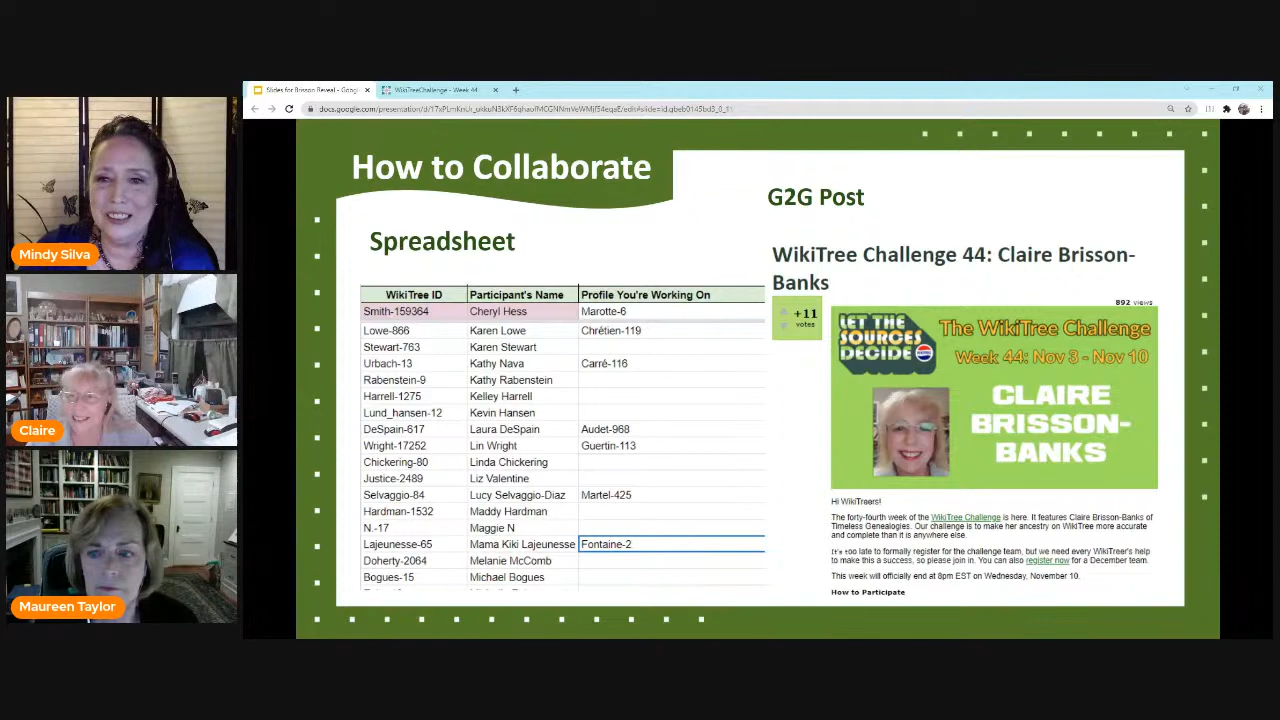 Slides for Brisson Reveal - Goog
WikiTreeChallenge - Week 44
Mindy Silva
Claire
Maureen Taylor
How to Collaborate
Spreadsheet
WikiTree ID Participant's Name Profile You're Working On
Smith-159364 Cheryl Hess Marotte-6
Lowe-866 Karen Lowe Chrétien-119
Stewart-763 Karen Stewart
Urbach-13 Kathy Nava Carré-116
Rabenstein-9 Kathy Rabenstein
Harrell-1275 Kelley Harrell
Lund_hansen-12 Kevin Hansen
DeSpain-617 Laura DeSpain Audet-968
Wright-17252 Lin Wright Guertin-113
Chickering-80 Linda Chickering
Justice-2489 Liz Valentine
Selvaggio-84 Lucy Selvaggio-Diaz Martel-425
Hardman-1532 Maddy Hardman
N.-17 Maggie N
Lajeunesse-65 Mama Kiki Lajeunesse Fontaine-2
Doherty-2064 Melanie McComb
Bogues-15 Michael Bogues
G2G Post
WikiTree Challenge 44: Claire Brisson-
Banks
892 views
+11
votes
LET THE
SOURCES
DECIDE
The WikiTree Challenge
Week 44: Nov 3 - Nov 10
CLAIRE
BRISSON-
BANKS
Hi WikiTreers!
The forty-fourth week of the WikiTree Challenge is here. It features Claire Brisson-Banks of
Timeless Genealogies. Our challenge is to make her ancestry on WikiTree more accurate
and complete than it is anywhere else.
It's too late to formally register for the challenge team, but we need every WikiTreer's help
to make this a success, so please join in. You can also register now for a December team.
This week will officially end at 8pm EST on Wednesday, November 10.
How to Participate